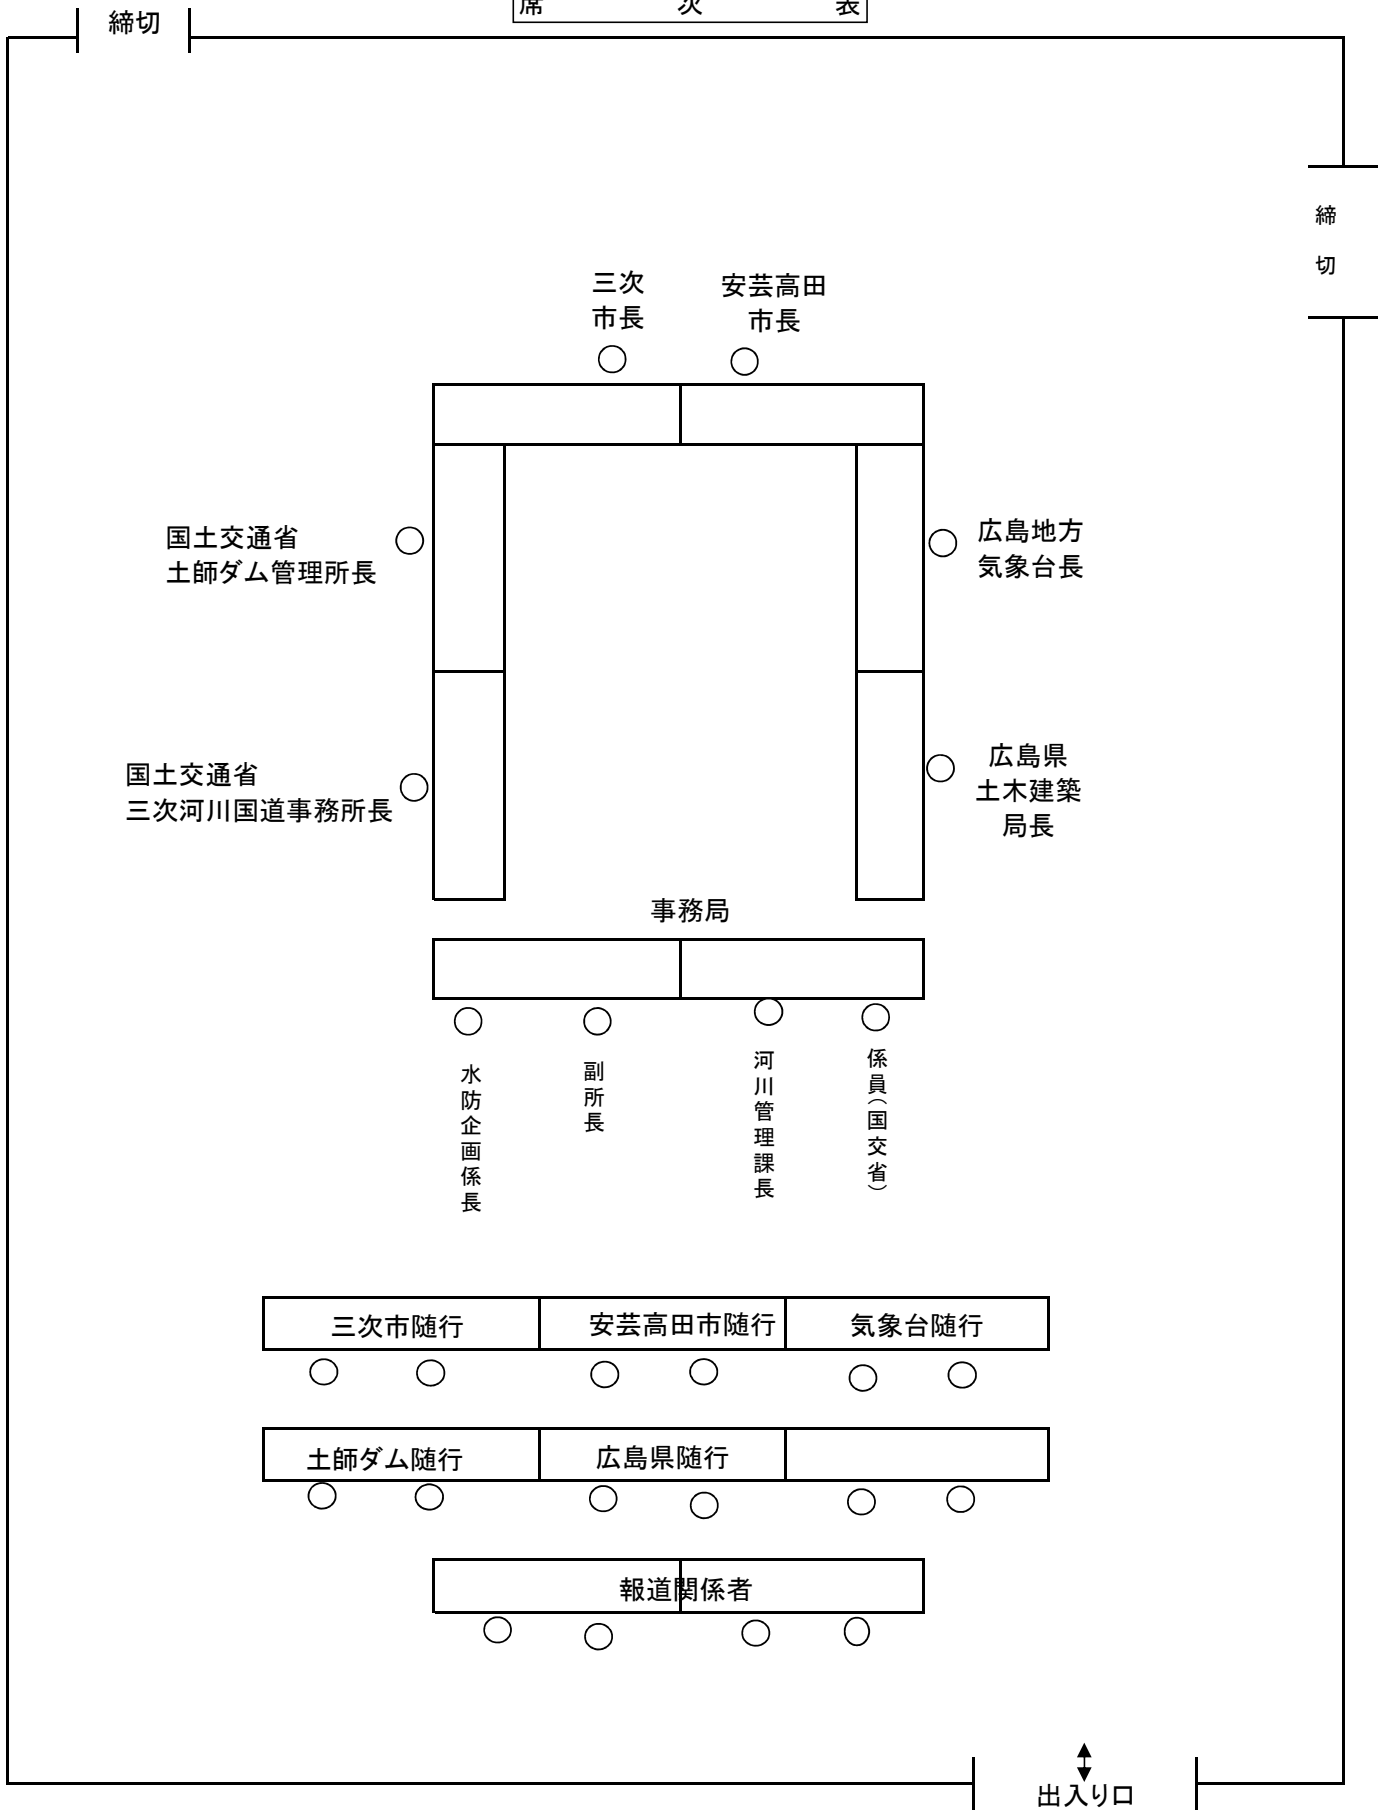 席 次 表
締切
締切
三次
市長
安芸高田
市長
国土交通省
土師ダム管理所長
広島地方
気象台長
国土交通省
三次河川国道事務所長
広島県
土木建築
局長
事務局
水防企画係長
副所長
河川管理課長
係員(国交省)
三次市随行
安芸高田市随行
気象台随行
土師ダム随行
広島県随行
報道関係者
出入り口